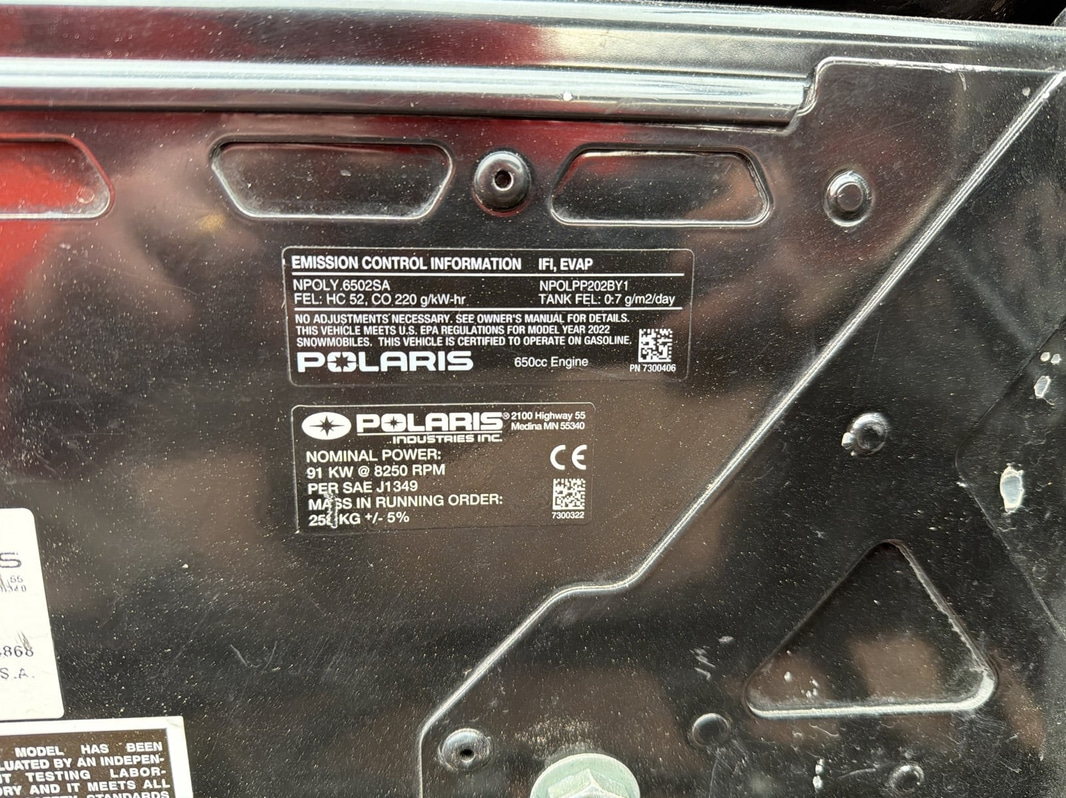 EMISSION CONTROL INFORMATION IFI, EVAP
NPOLY.6502SA NPOLPP202BY1
FEL: HC 52, CO 220 g/kW-hr TANK FEL: 0.7 g/m2/day
NO ADJUSTMENTS NECESSARY. SEE OWNER'S MANUAL FOR DETAILS.
THIS VEHICLE MEETS U.S. EPA REGULATIONS FOR MODEL YEAR 2022
SNOWMOBILES. THIS VEHICLE IS CERTIFIED TO OPERATE ON GASOLINE.
POLARIS 650cc Engine PN 7300406
POLARIS® 2100 Highway 55
INDUSTRIES INC. Medina MN 55340
NOMINAL POWER: CE
91 KW @ 8250 RPM
PER SAE J1349
MASS IN RUNNING ORDER:
KG +/- 5% 7300322
S
55
868
S.A.
MODEL HAS BEEN
BY AN INDEPEN-
TESTING LABOR-
AND IT MEETS ALL
STANDARDS